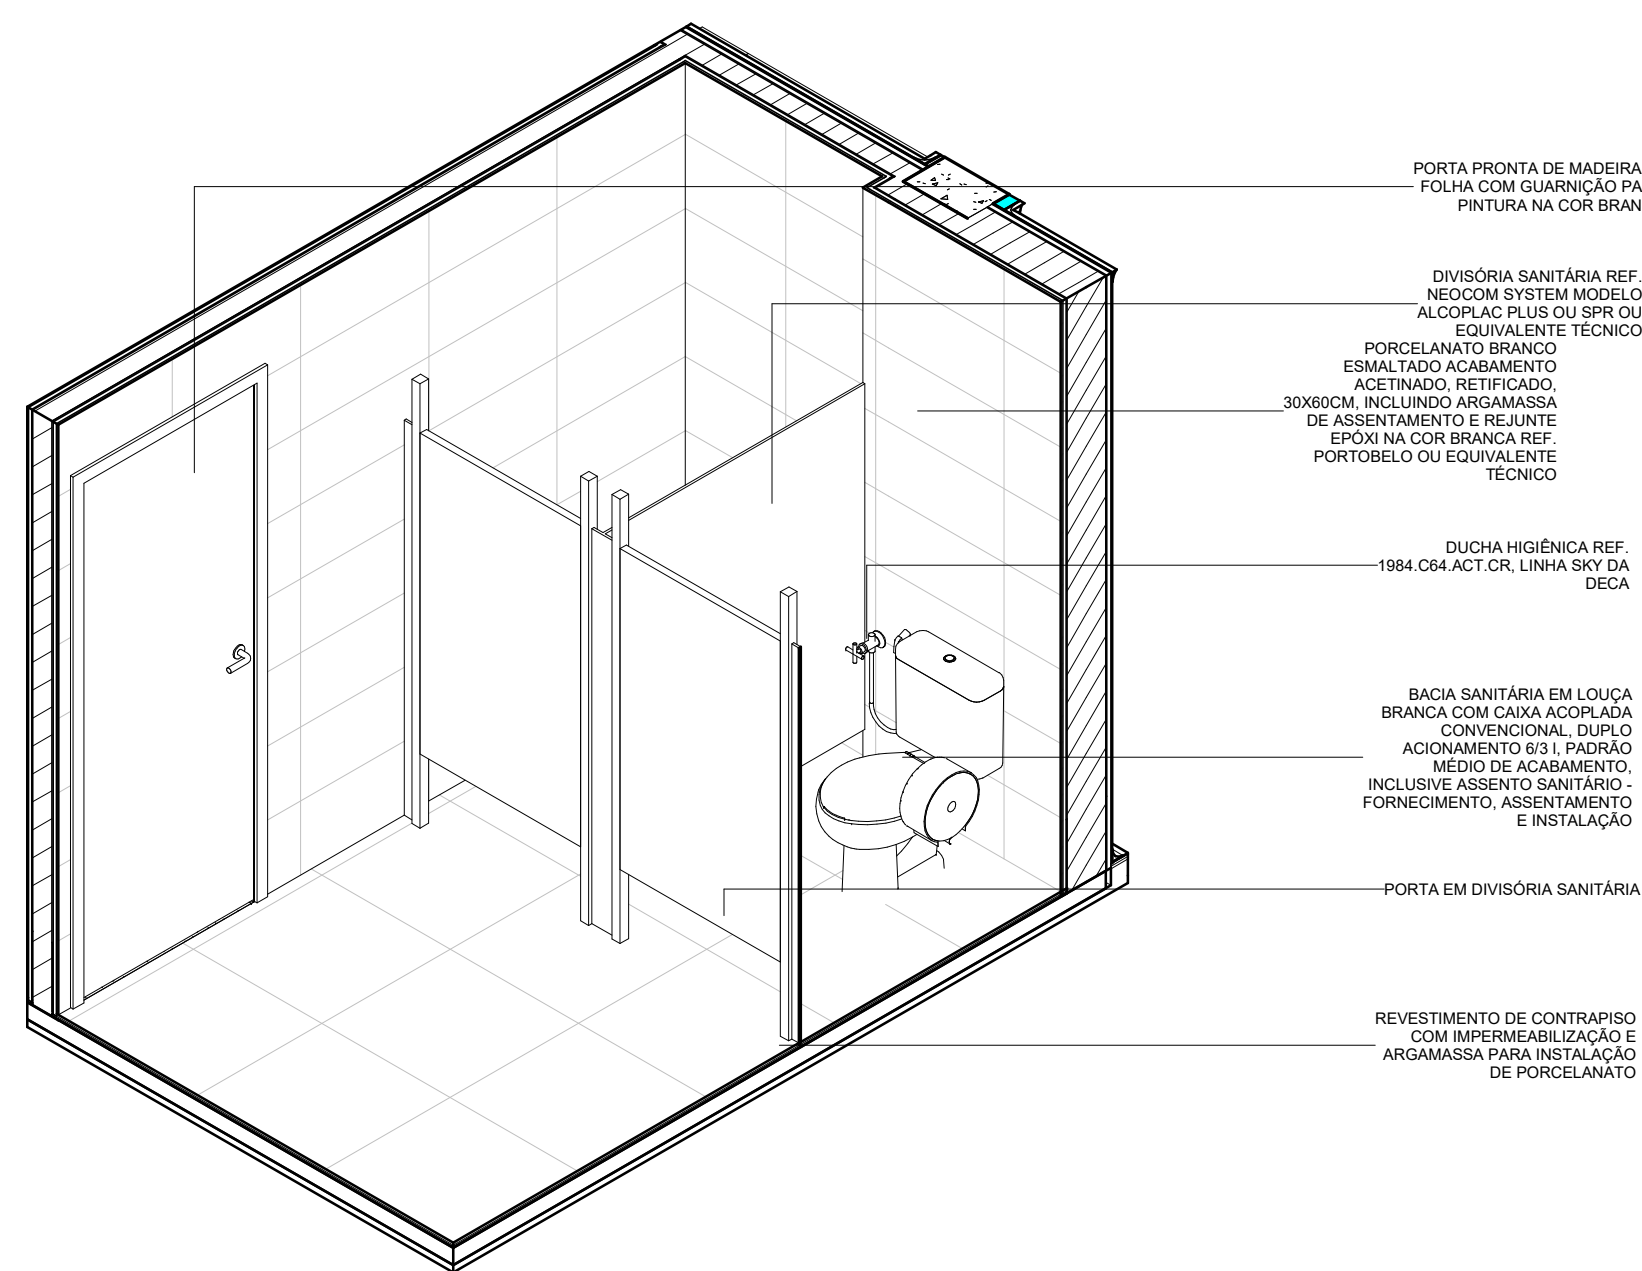 PORTA PRONTA DE MADEIRA
FOLHA COM GUARNIÇÃO PA
PINTURA NA COR BRAN
DIVISÓRIA SANITÁRIA REF.
NEOCOM SYSTEM MODELO
ALCOPLAC PLUS OU SPR OU
EQUIVALENTE TÉCNICO
PORCELANATO BRANCO
ESMALTADO ACABAMENTO
ACETINADO, RETIFICADO,
30X60CM, INCLUINDO ARGAMASSA
DE ASSENTAMENTO E REJUNTE
EPÓXI NA COR BRANCA REF.
PORTOBELO OU EQUIVALENTE
TÉCNICO
DUCHA HIGIÊNICA REF.
1984.C64.ACT.CR, LINHA SKY DA
DECA
BACIA SANITÁRIA EM LOUÇA
BRANCA COM CAIXA ACOPLADA
CONVENCIONAL, DUPLO
ACIONAMENTO 6/3 l, PADRÃO
MÉDIO DE ACABAMENTO,
INCLUSIVE ASSENTO SANITÁRIO -
FORNECIMENTO, ASSENTAMENTO
E INSTALAÇÃO
PORTA EM DIVISÓRIA SANITÁRIA
REVESTIMENTO DE CONTRAPISO
COM IMPERMEABILIZAÇÃO E
ARGAMASSA PARA INSTALAÇÃO
DE PORCELANATO